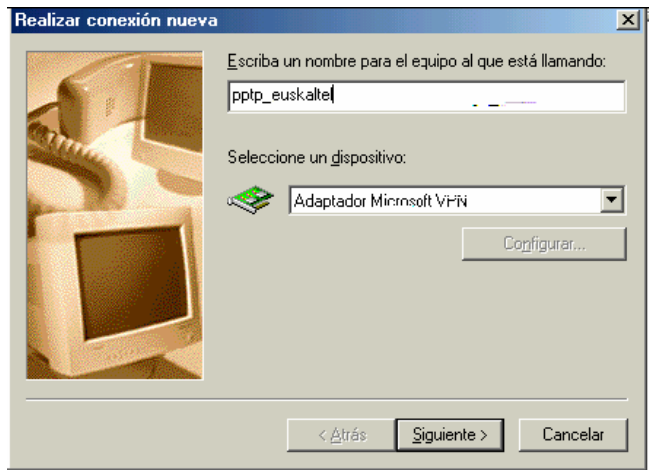 Realizar conexión nueva
Escriba un nombre para el equipo al que está llamando:
pptp_euskaltel
Seleccione un dispositivo:
Adaptador Microsoft VPN
Configurar...
< Atrás
Siguiente >
Cancelar